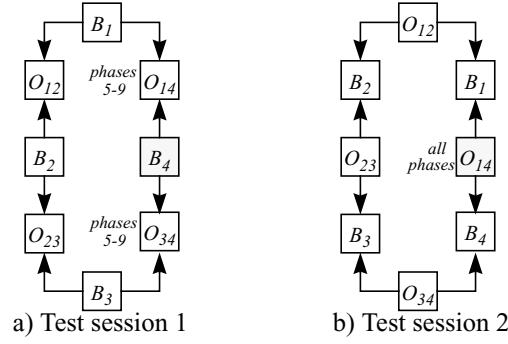 B1 O12
phases 5-9
O12 O14 B2 B1
B2 B4 O23 all phases O14
phases 5-9
O23 O34 B3 B4
B3 O34
a) Test session 1 b) Test session 2